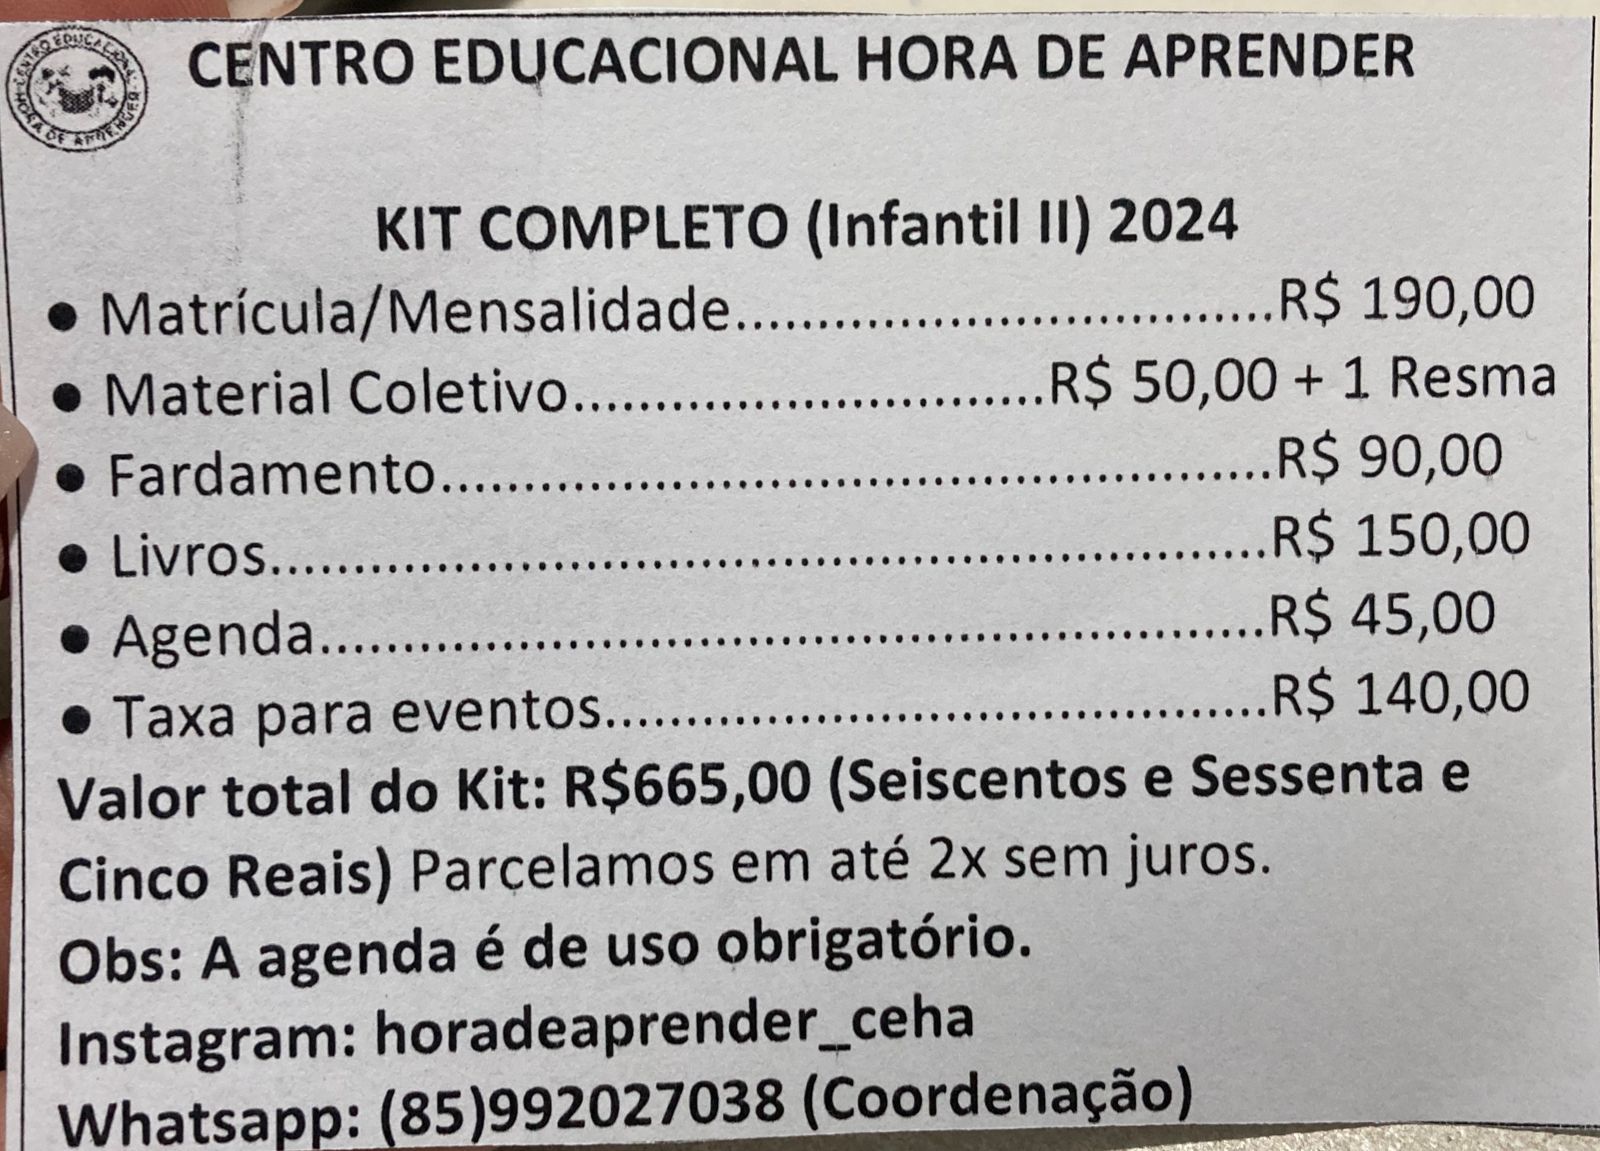 CENTRO EDUCACIONAL HORA DE APRENDER
CENTRO EDUCACIONAL
HORA DE APRENDER
KIT COMPLETO (Infantil II) 2024
● Matrícula/Mensalidade.................................R$ 190,00
● Material Coletivo.............................R$ 50,00 + 1 Resma
● Fardamento...................................................R$ 90,00
● Livros.............................................................R$ 150,00
● Agenda..........................................................R$ 45,00
● Taxa para eventos.........................................R$ 140,00
Valor total do Kit: R$665,00 (Seiscentos e Sessenta e
Cinco Reais) Parcelamos em até 2x sem juros.
Obs: A agenda é de uso obrigatório.
Instagram: horadeaprender_ceha
Whatsapp: (85)992027038 (Coordenação)